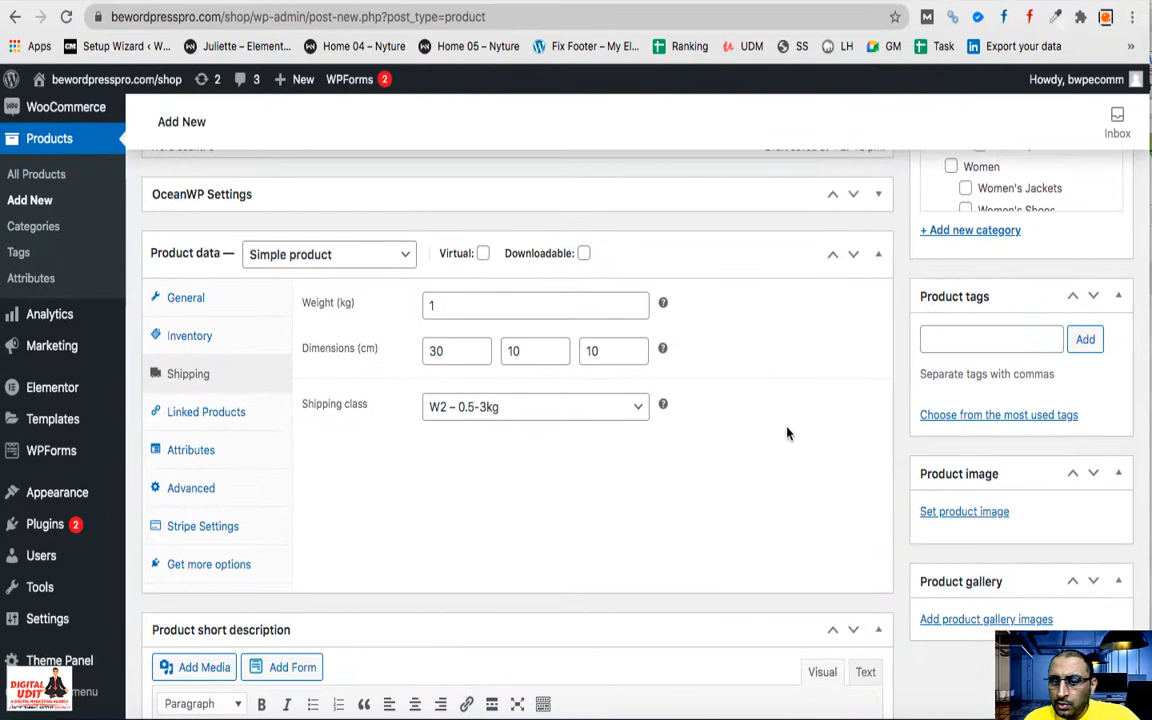 bewordpresspro.com/shop/wp-admin/post-new.php?post_type=product
Apps Setup Wizard ‹ W... Juliette – Element... Home 04 – Nyture Home 05 – Nyture Fix Footer – My El... Ranking UDM SS LH GM Task Export your data »
bewordpresspro.com/shop 2 3 + New WPForms 2 Howdy, bwpecomm
WooCommerce
Products
All Products
Add New
Categories
Tags
Attributes
Analytics
Marketing
Elementor
Templates
WPForms
Appearance
Plugins 2
Users
Tools
Settings
Theme Panel
menu
DIGITAL
UDIT
Add New
Inbox
OceanWP Settings
Product data — Simple product Virtual: Downloadable:
General
Inventory
Shipping
Linked Products
Attributes
Advanced
Stripe Settings
Get more options
Weight (kg) 1
Dimensions (cm) 30 10 10
Shipping class W2 – 0.5-3kg
Product short description
Add Media Add Form
Visual Text
Paragraph B I
Women
Women's Jackets
Women's Shoes
+ Add new category
Product tags
Add
Separate tags with commas
Choose from the most used tags
Product image
Set product image
Product gallery
Add product gallery images